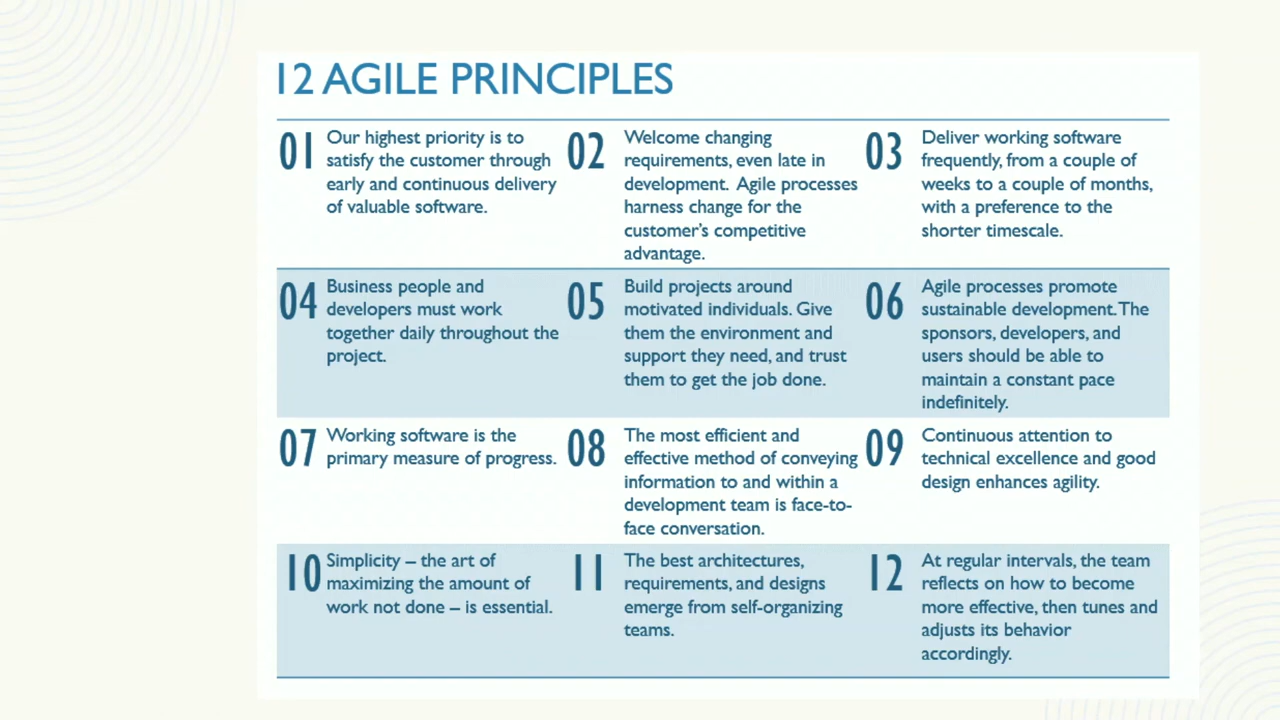 12 AGILE PRINCIPLES
01
Our highest priority is to
satisfy the customer through
early and continuous delivery
of valuable software.
02
Welcome changing
requirements, even late in
development. Agile processes
harness change for the
customer's competitive
advantage.
03
Deliver working software
frequently, from a couple of
weeks to a couple of months,
with a preference to the
shorter timescale.
04
Business people and
developers must work
together daily throughout the
project.
05
Build projects around
motivated individuals. Give
them the environment and
support they need, and trust
them to get the job done.
06
Agile processes promote
sustainable development. The
sponsors, developers, and
users should be able to
maintain a constant pace
indefinitely.
07
Working software is the
primary measure of progress.
08
The most efficient and
effective method of conveying
information to and within a
development team is face-to-
face conversation.
09
Continuous attention to
technical excellence and good
design enhances agility.
10
Simplicity – the art of
maximizing the amount of
work not done – is essential.
11
The best architectures,
requirements, and designs
emerge from self-organizing
teams.
12
At regular intervals, the team
reflects on how to become
more effective, then tunes and
adjusts its behavior
accordingly.